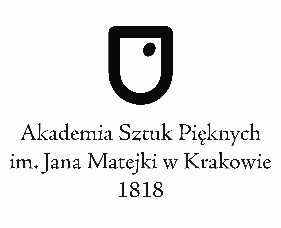 Akademia Sztuk Pięknych
im. Jana Matejki w Krakowie
1818